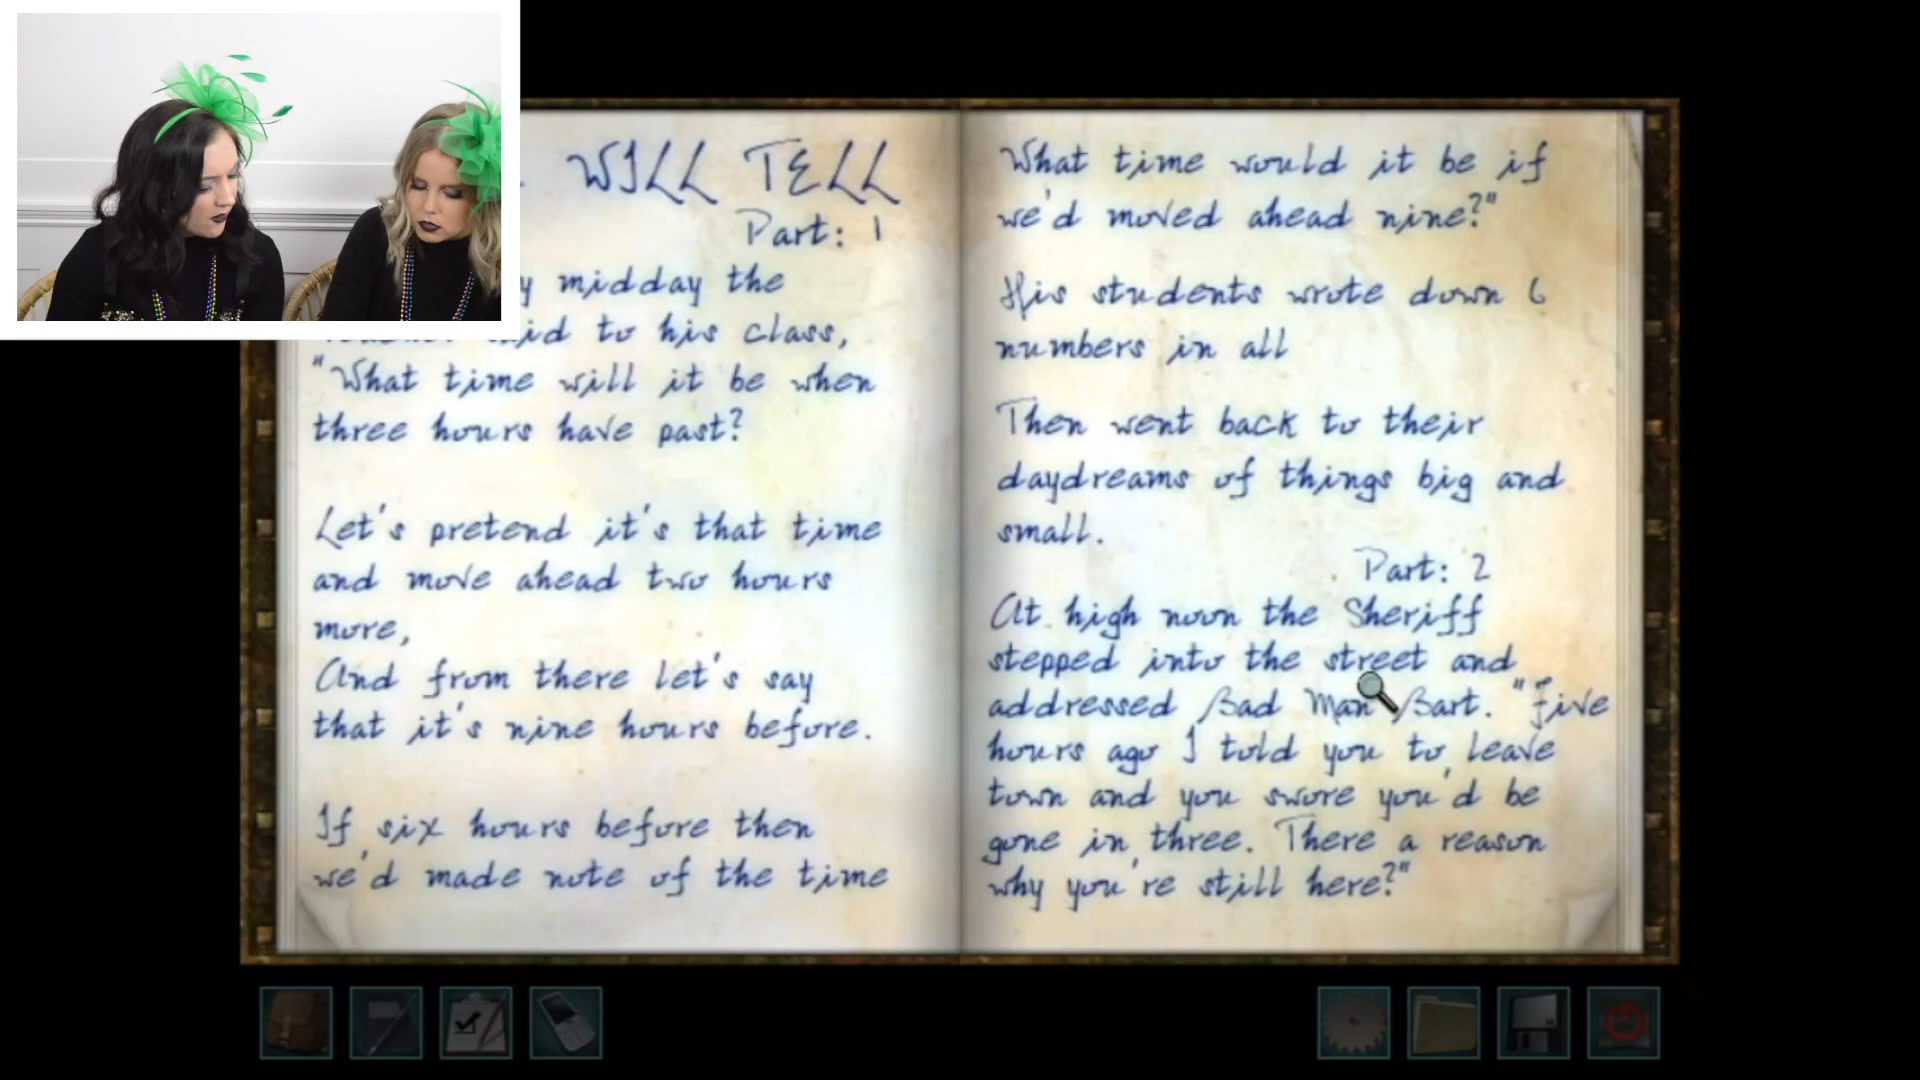 WILL TELL
Part: 1
midday the
to his class,
"What time will it be when
three hours have past?
Let's pretend it's that time
and move ahead two hours
more,
And from there let's say
that it's nine hours before.
If six hours before then
we'd made note of the time
What time would it be if
we'd moved ahead nine?"
His students wrote down 6
numbers in all
Then went back to their
daydreams of things big and
small.
Part: 2
At high noon the Sheriff
stepped into the street and
addressed Bad Man Bart. "Five
hours ago I told you to leave
town and you swore you'd be
gone in three. There a reason
why you're still here?"